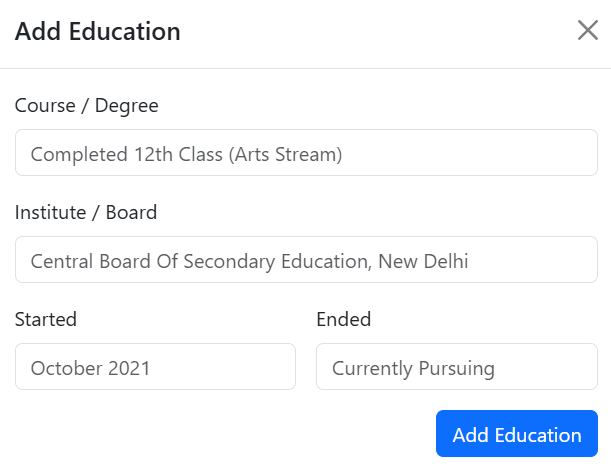 Add Education
Course / Degree
Completed 12th Class (Arts Stream)
Institute / Board
Central Board Of Secondary Education, New Delhi
Started
Ended
October 2021
Currently Pursuing
Add Education